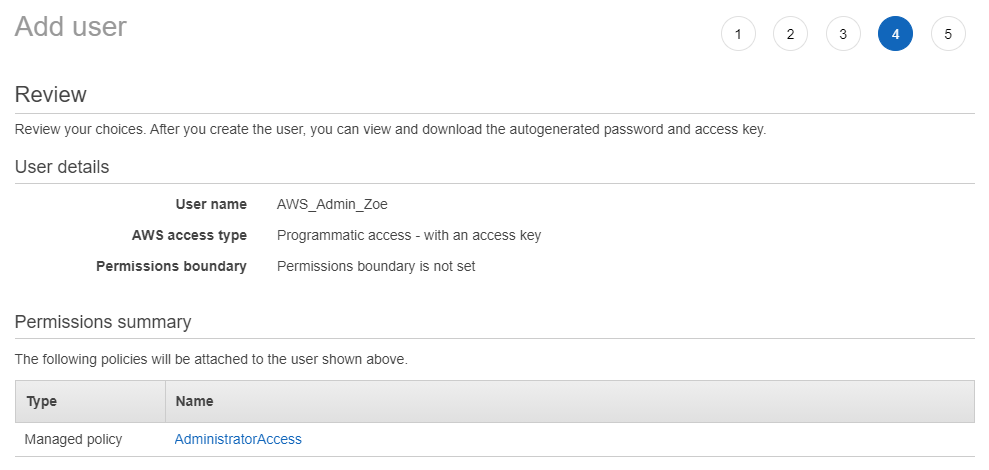 Add user
1 2 3 4 5
Review
Review your choices. After you create the user, you can view and download the autogenerated password and access key.
User details
User name AWS_Admin_Zoe
AWS access type Programmatic access - with an access key
Permissions boundary Permissions boundary is not set
Permissions summary
The following policies will be attached to the user shown above.
Type Name
Managed policy AdministratorAccess